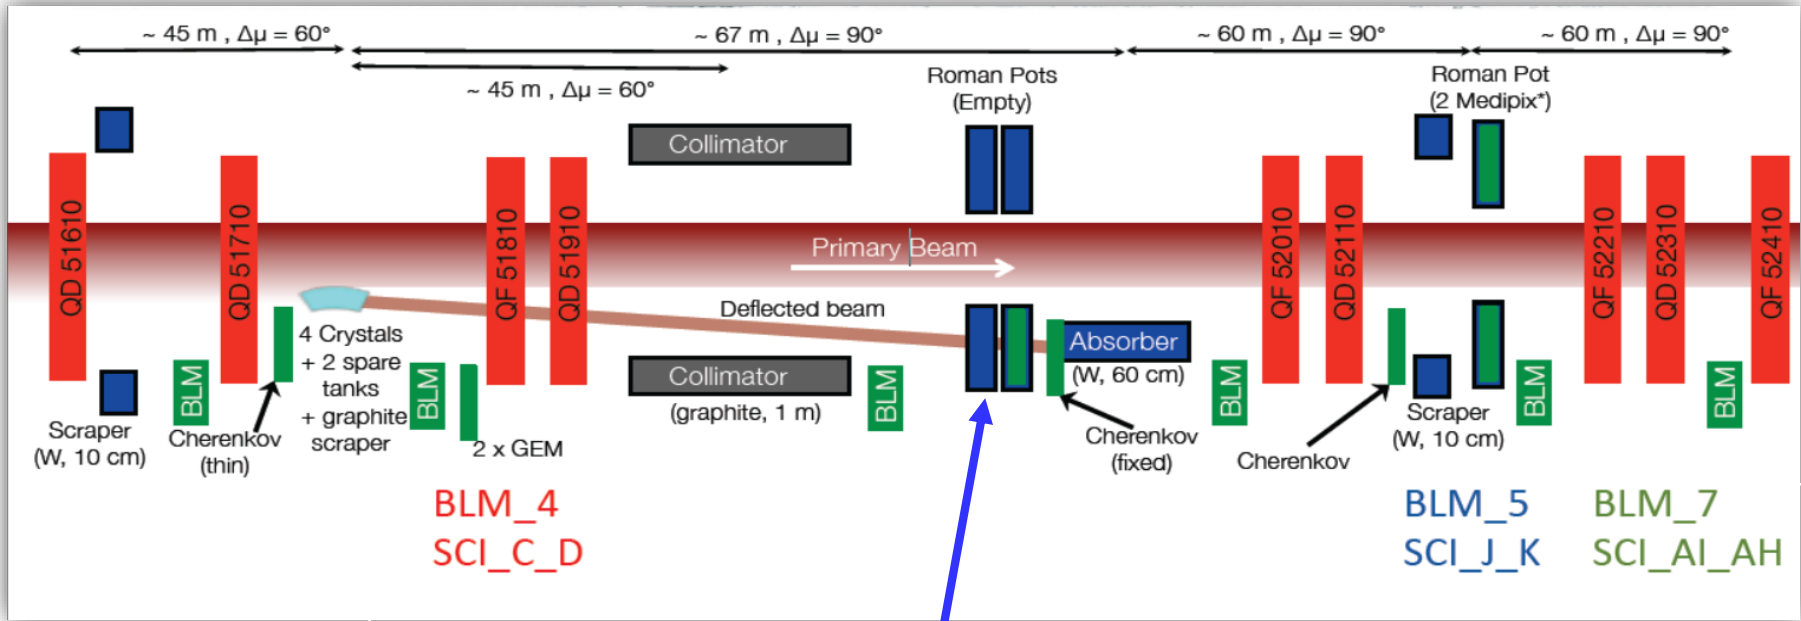 ~ 45 m , Δμ = 60°
~ 67 m , Δμ = 90°
~ 60 m , Δμ = 90°
~ 60 m , Δμ = 90°
~ 45 m , Δμ = 60°
Roman Pots
(Empty)
Roman Pot
(2 Medipix*)
Collimator
QD 51610
QD 51710
QF 51810
QD 51910
Primary Beam
QF 52010
QD 52110
QF 52210
QD 52310
QF 52410
Deflected beam
4 Crystals
+ 2 spare
tanks
+ graphite
scraper
Absorber
(W, 60 cm)
Collimator
(graphite, 1 m)
BLM
BLM
BLM
BLM
BLM
BLM
Scraper
(W, 10 cm)
Cherenkov
(thin)
2 x GEM
Cherenkov
(fixed)
Cherenkov
Scraper
(W, 10 cm)
BLM_4
SCI_C_D
BLM_5
SCI_J_K
BLM_7
SCI_AI_AH